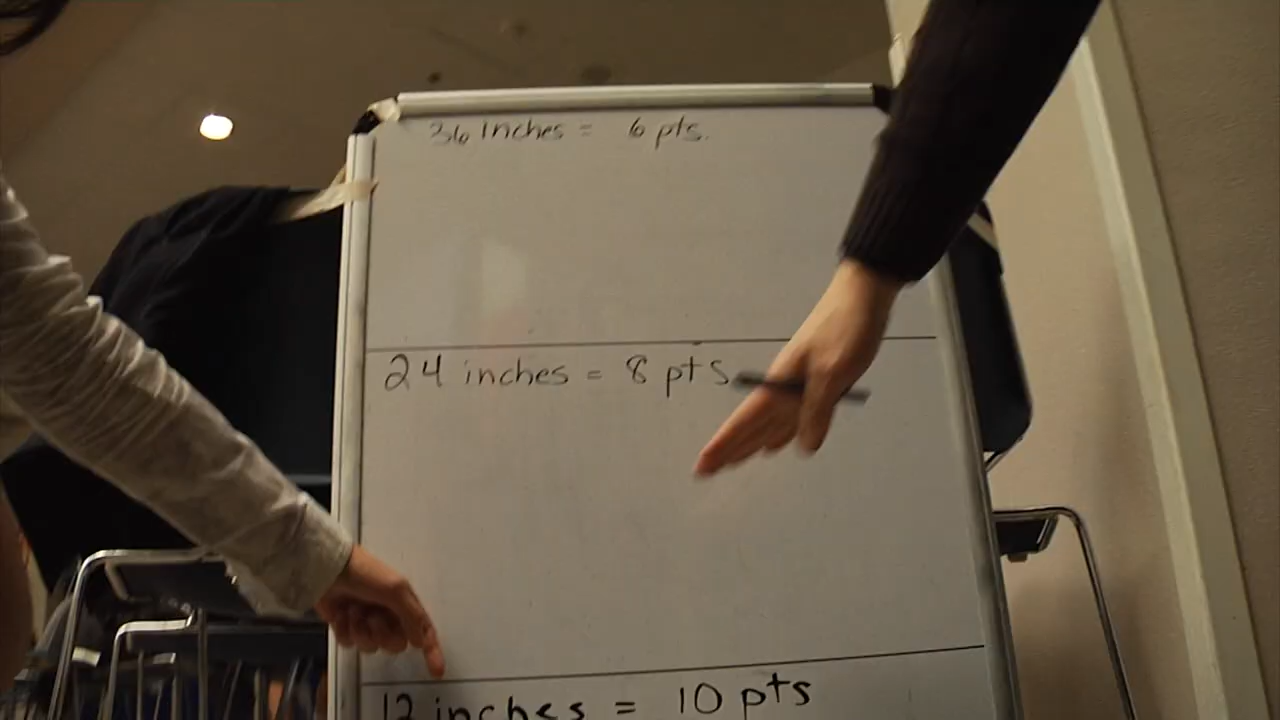 36 inches = 6 pts.
24 inches = 8 pts
12 inches = 10 pts